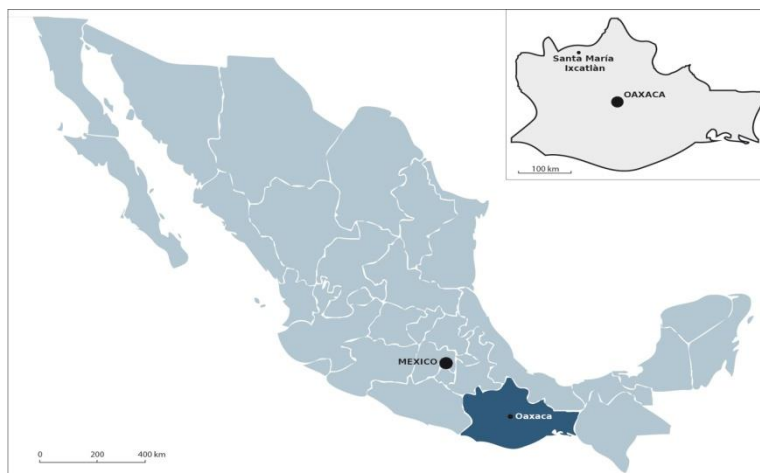 Santa María
Ixcatlàn
OAXACA
100 km
MEXICO
Oaxaca
0 200 400 km